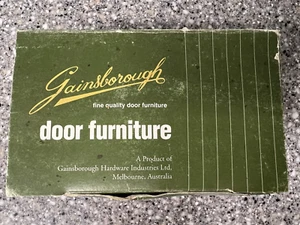 Gainsborough
fine quality door furniture
door furniture
A Product of
Gainsborough Hardware Industries Ltd.
Melbourne, Australia